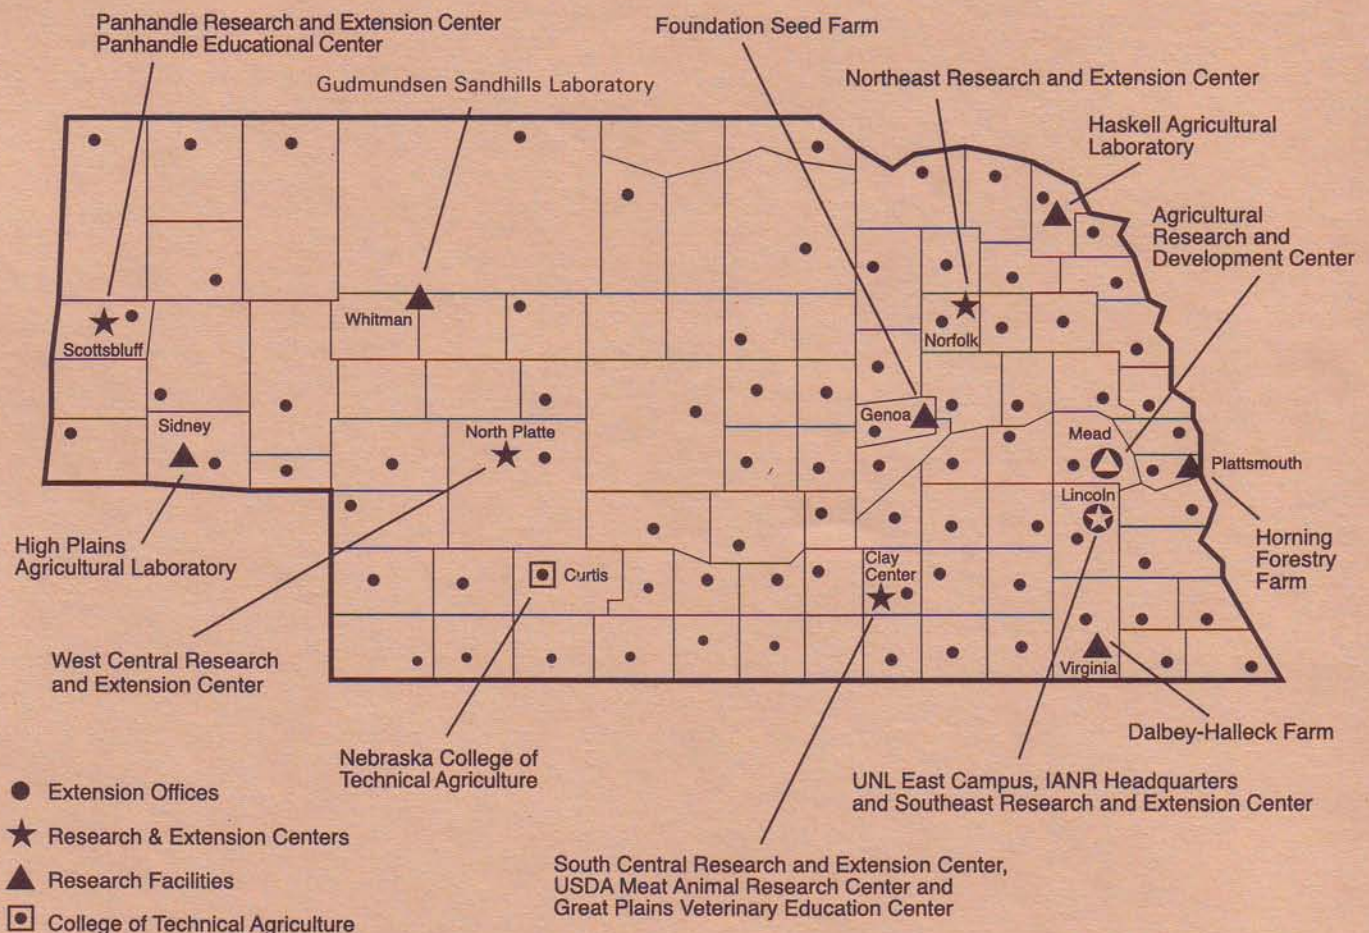 Panhandle Research and Extension Center
Panhandle Educational Center
Foundation Seed Farm
Gudmundsen Sandhills Laboratory
Northeast Research and Extension Center
Haskell Agricultural
Laboratory
Agricultural
Research and
Development Center
Whitman
Scottsbluff
Norfolk
Sidney
North Platte
Genoa
Mead
Plattsmouth
Lincoln
High Plains
Agricultural Laboratory
Horning
Forestry
Farm
Curtis
Clay
Center
West Central Research
and Extension Center
Virginia
Dalbey-Halleck Farm
Nebraska College of
Technical Agriculture
UNL East Campus, IANR Headquarters
and Southeast Research and Extension Center
South Central Research and Extension Center,
USDA Meat Animal Research Center and
Great Plains Veterinary Education Center
Extension Offices
Research & Extension Centers
Research Facilities
College of Technical Agriculture